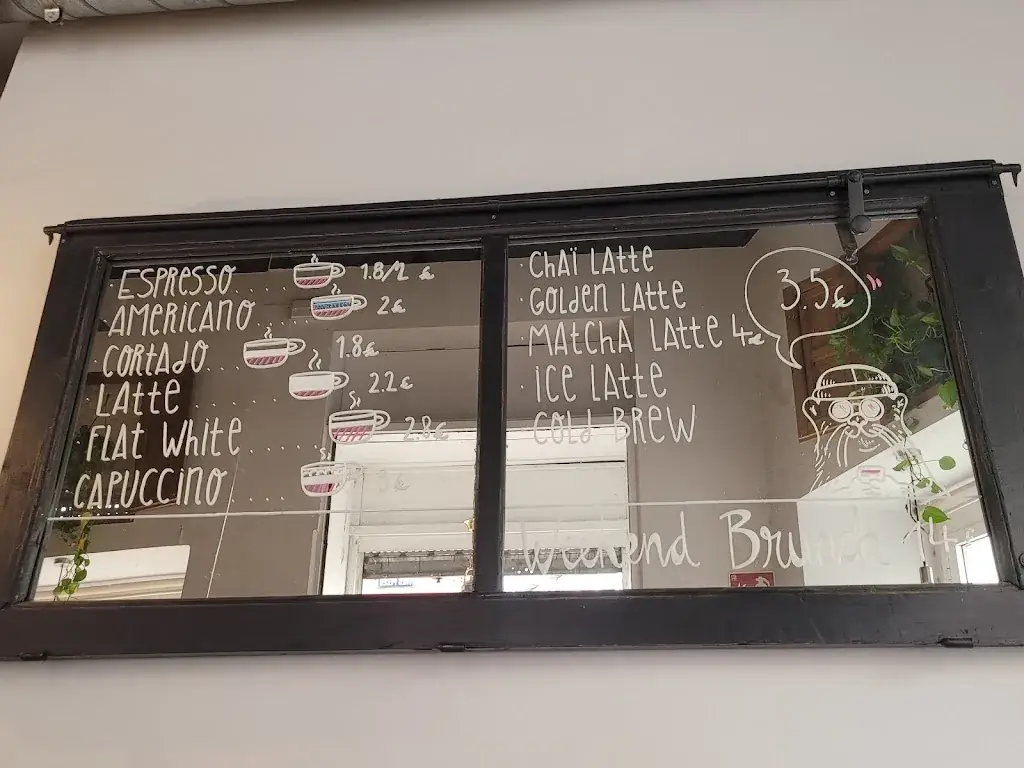 ESPRESSO ..... 1.8/2 €
AMERICANO .... 2€
CORTADO ... 1.8€
LATTE ........ 2.2€
FLAT WHITE ........ 2.8€
CAPUCCINO ...... 3€
· CHAÏ LATTE
· GOLDEN LATTE
· MATCHA LATTE 4€
· ICE LATTE
· COLD BREW
3.5€
Weekend Brunch